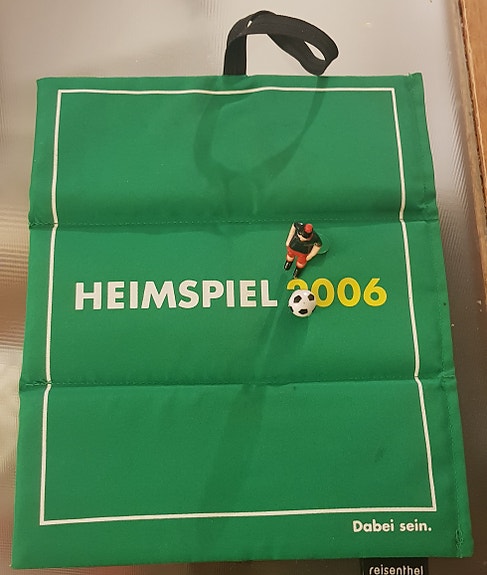 HEIMSPIEL 2006
Dabei sein.
reisenthel